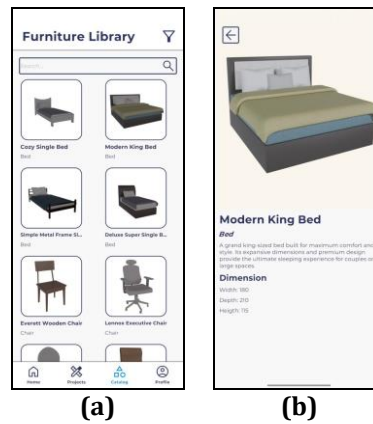 Furniture Library
Search...
Cozy Single Bed
Bed
Modern King Bed
Bed
Simple Metal Frame Si...
Bed
Deluxe Super Single B...
Bed
Everett Wooden Chair
Chair
Lennox Executive Chair
Chair
Home
Projects
Catalog
Profile
(a)
Modern King Bed
Bed
A grand king-sized bed built for maximum comfort and
style. Its expansive dimensions and premium design
provide the ultimate sleeping experience for couples or
large spaces.
Dimension
Width: 180
Depth: 210
Heigth: 115
(b)